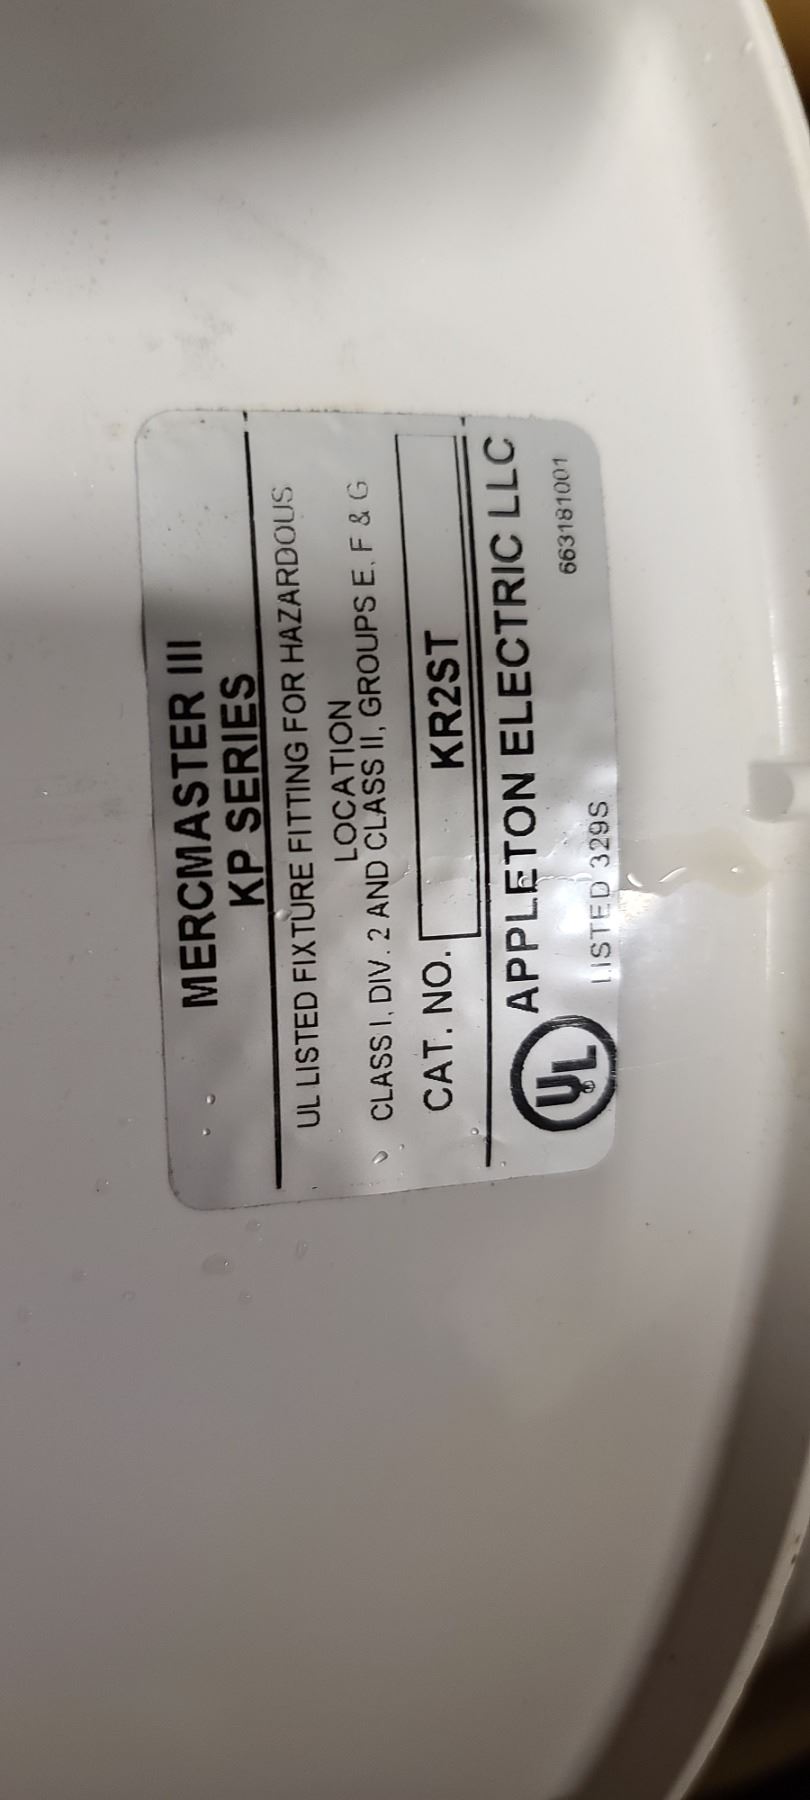 MERCMASTER III
KP SERIES
UL LISTED FIXTURE FITTING FOR HAZARDOUS
LOCATION
CLASS I, DIV. 2 AND CLASS II, GROUPS E, F & G
CAT. NO. KR2ST
UL APPLETON ELECTRIC LLC
LISTED 329S 663181001